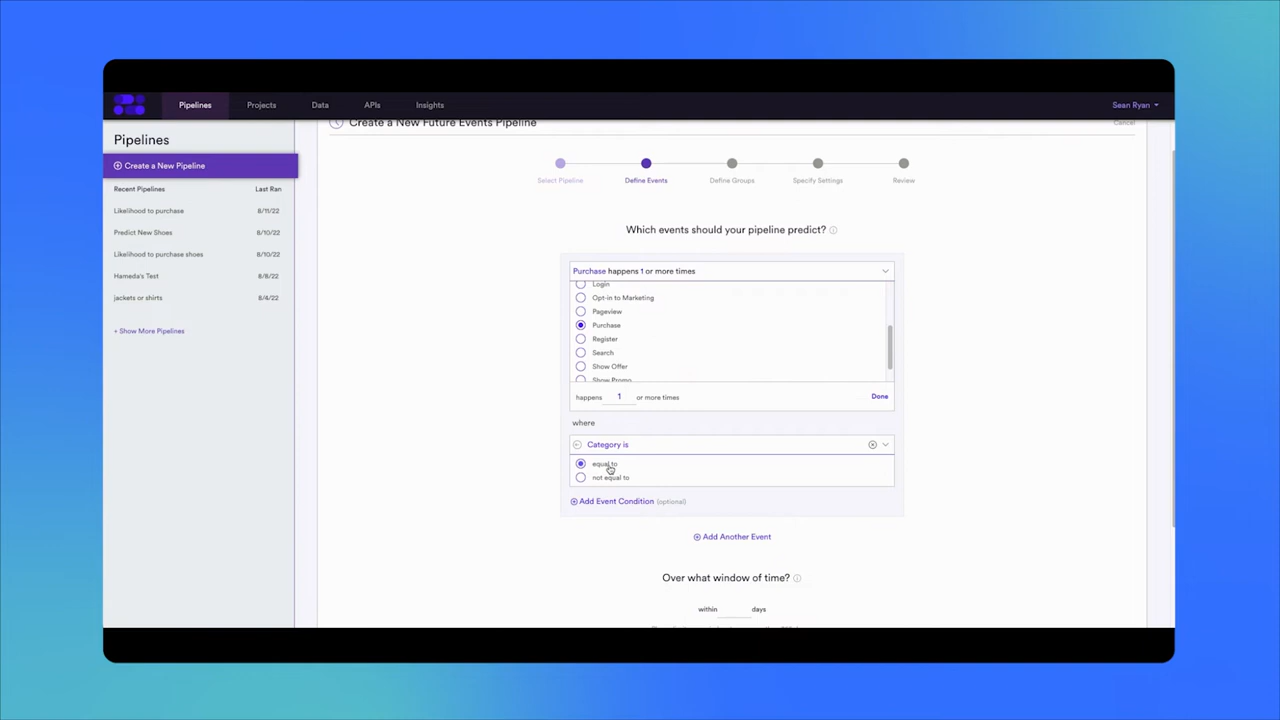 Pipelines
Projects
Data
APIs
Insights
Sean Ryan
Pipelines
Create a New Pipeline
Recent Pipelines
Last Ran
Likelihood to purchase
8/11/22
Predict New Shoes
8/10/22
Likelihood to purchase shoes
8/10/22
Hameda's Test
8/8/22
jackets or shirts
8/4/22
+ Show More Pipelines
Create a New Future Events Pipeline
Cancel
Select Pipeline
Define Events
Define Groups
Specify Settings
Review
Which events should your pipeline predict?
Purchase happens 1 or more times
Login
Opt-in to Marketing
Pageview
Purchase
Register
Search
Show Offer
Show Promo
happens 1 or more times
Done
where
Category is
equal to
not equal to
Add Event Condition (optional)
Add Another Event
Over what window of time?
within
days